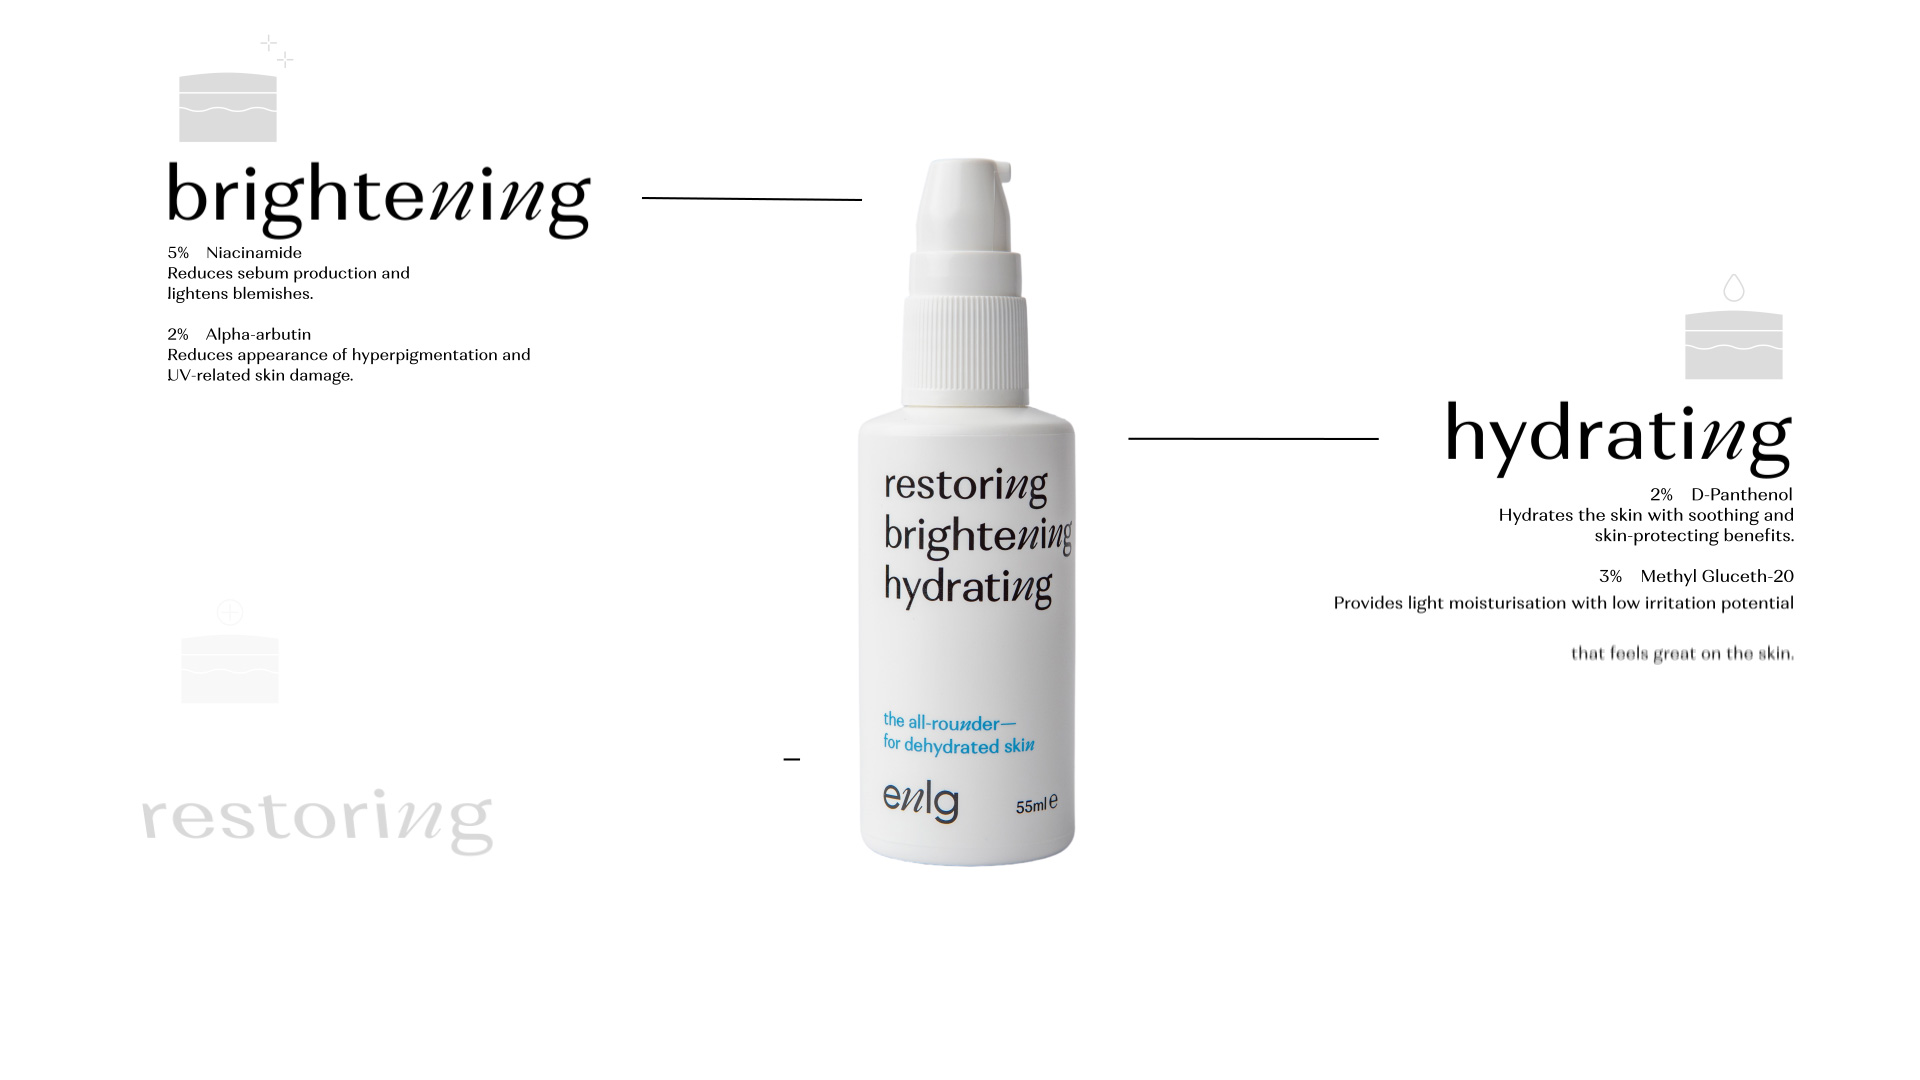 brightening
5% Niacinamide
Reduces sebum production and
lightens blemishes.
2% Alpha-arbutin
Reduces appearance of hyperpigmentation and
UV-related skin damage.
restoring
restoring
brightening
hydrating
the all-rounder—
for dehydrated skin
enlg
55ml ℮
hydrating
2% D-Panthenol
Hydrates the skin with soothing and
skin-protecting benefits.
3% Methyl Gluceth-20
Provides light moisturisation with low irritation potential
that feels great on the skin.